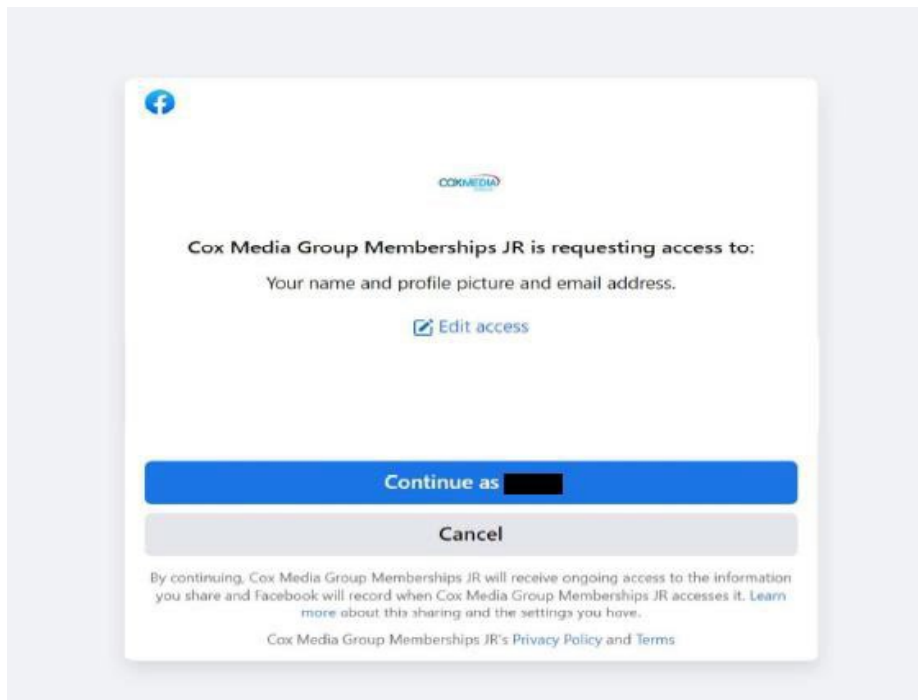 COXMEDIA
Cox Media Group Memberships JR is requesting access to:
Your name and profile picture and email address.
Edit access
Continue as
Cancel
By continuing, Cox Media Group Memberships JR will receive ongoing access to the information
you share and Facebook will record when Cox Media Group Memberships JR accesses it. Learn
more about this sharing and the settings you have.
Cox Media Group Memberships JR's Privacy Policy and Terms